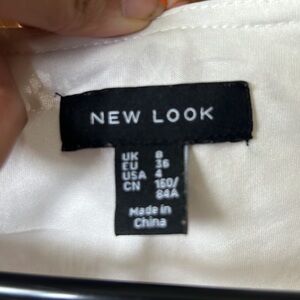 NEW LOOK
UK 8
EU 36
USA 4
CN 160/
84A
Made in
China